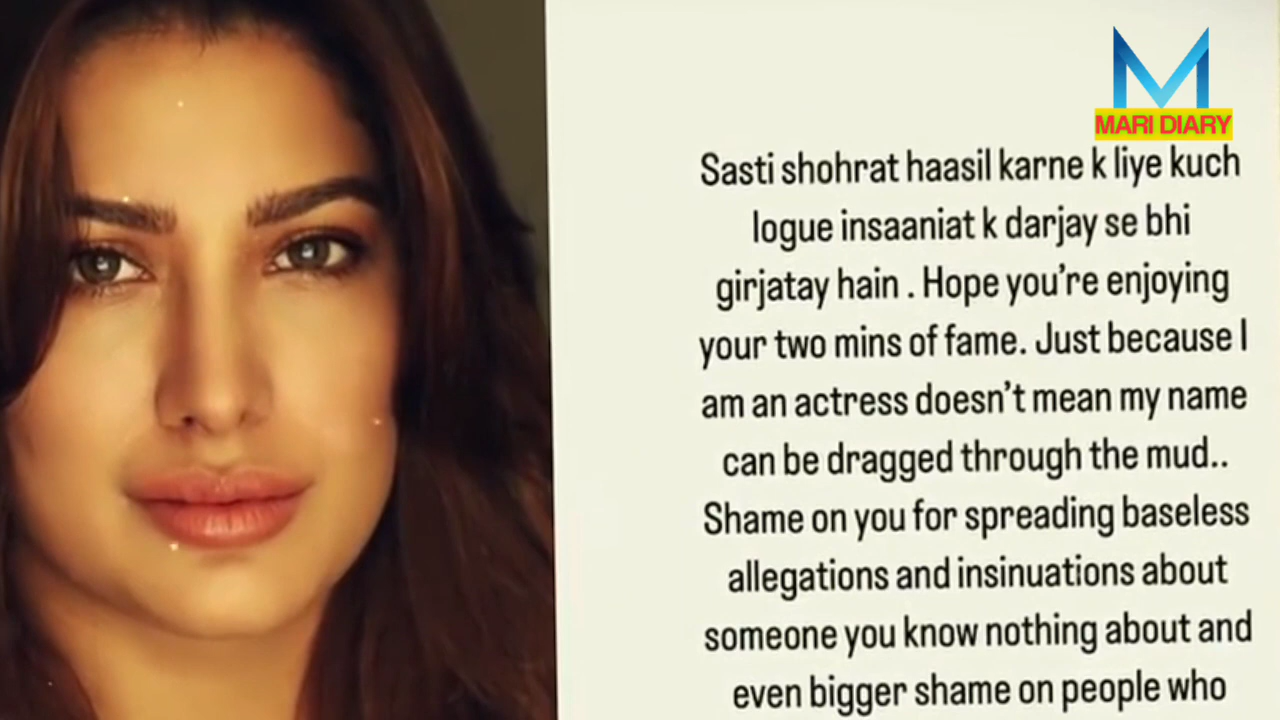 M
MARI DIARY
Sasti shohrat haasil karne k liye kuch
logue insaaniat k darjay se bhi
girjatay hain . Hope you're enjoying
your two mins of fame. Just because I
am an actress doesn't mean my name
can be dragged through the mud..
Shame on you for spreading baseless
allegations and insinuations about
someone you know nothing about and
even bigger shame on people who